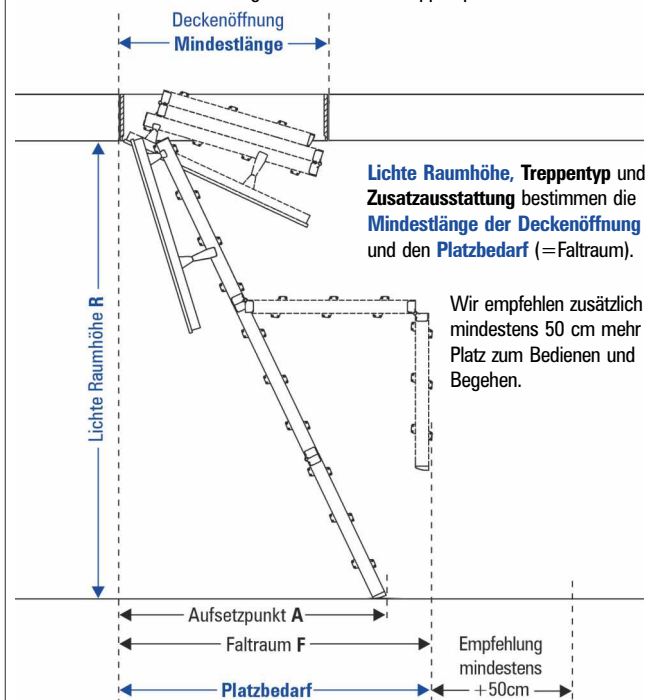 Deckenöffnung
Mindestlänge
Lichte Raumhöhe, Treppentyp und
Zusatzausstattung bestimmen die
Mindestlänge der Deckenöffnung
und den Platzbedarf (=Faltraum).
Wir empfehlen zusätzlich
mindestens 50 cm mehr
Platz zum Bedienen und
Begehen.
Lichte Raumhöhe R
Aufsetzpunkt A
Faltraum F
Empfehlung
mindestens
+50cm
Platzbedarf